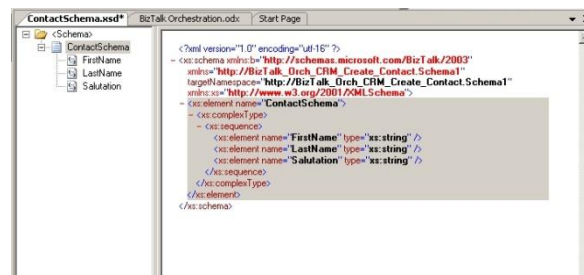 ContactSchema.xsd* BizTalk Orchestration.odx Start Page
<Schema>
ContactSchema
FirstName
LastName
Salutation
<?xml version="1.0" encoding="utf-16" ?>
- <xs:schema xmlns:b="http://schemas.microsoft.com/BizTalk/2003"
xmlns="http://BizTalk_Orch_CRM_Create_Contact.Schema1"
targetNamespace="http://BizTalk_Orch_CRM_Create_Contact.Schema1"
xmlns:xs="http://www.w3.org/2001/XMLSchema">
- <xs:element name="ContactSchema">
- <xs:complexType>
- <xs:sequence>
<xs:element name="FirstName" type="xs:string" />
<xs:element name="LastName" type="xs:string" />
<xs:element name="Salutation" type="xs:string" />
</xs:sequence>
</xs:complexType>
</xs:element>
</xs:schema>